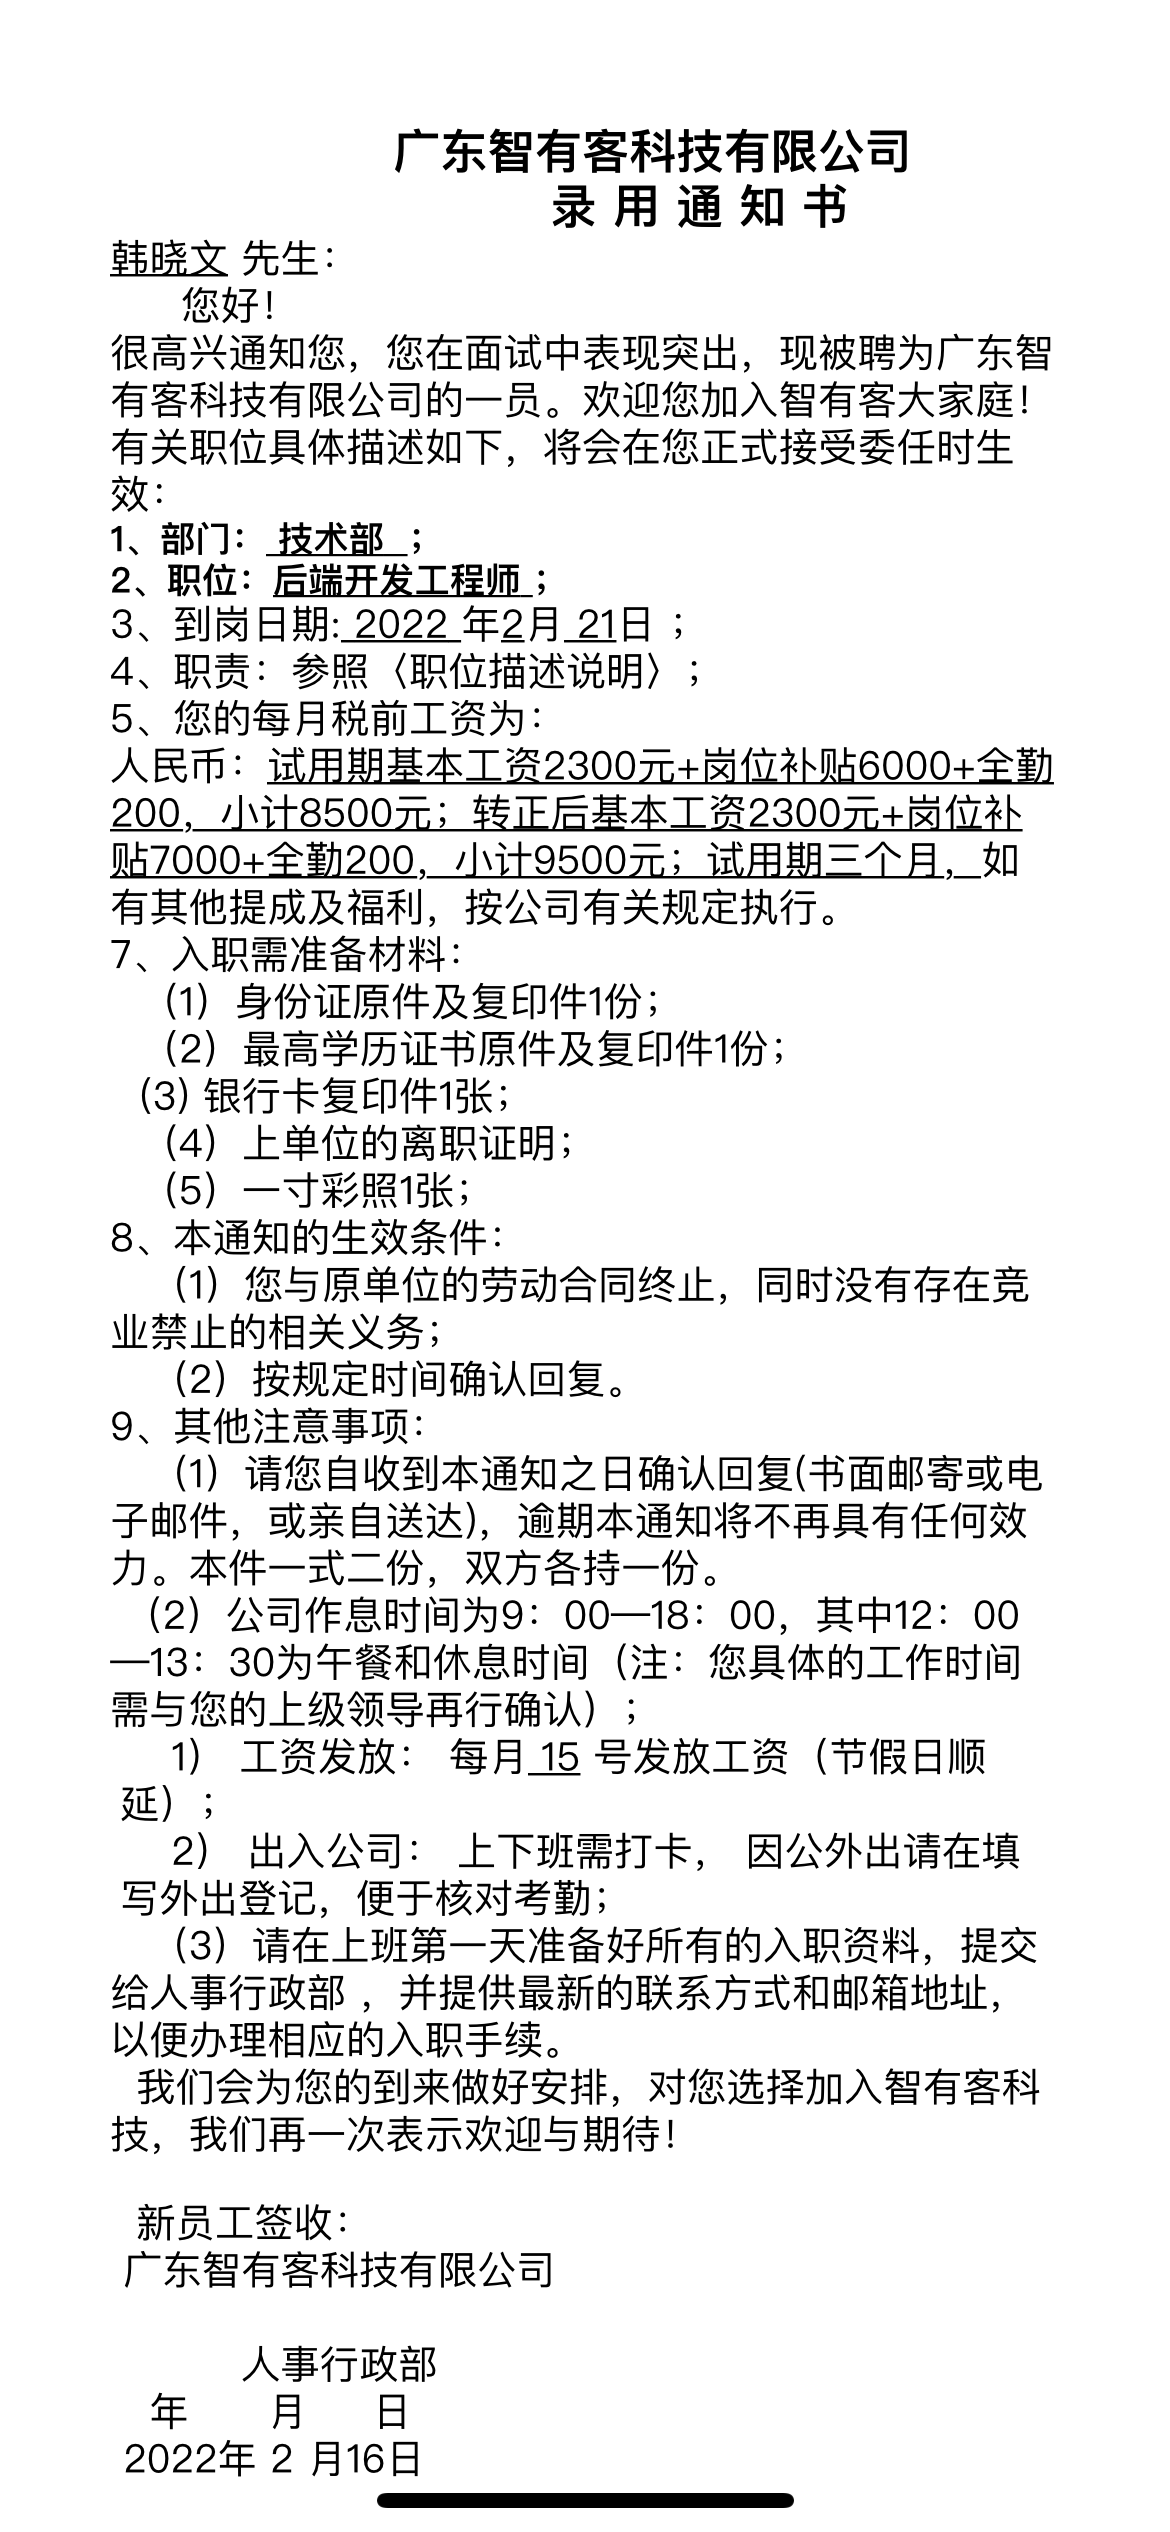 广东智有客科技有限公司
录 用 通 知 书
韩晓文 先生：
您好！
很高兴通知您，您在面试中表现突出，现被聘为广东智
有客科技有限公司的一员。欢迎您加入智有客大家庭！
有关职位具体描述如下，将会在您正式接受委任时生
效：
1、部门： 技术部 ；
2、职位：后端开发工程师 ；
3、到岗日期: 2022 年2月 21日 ；
4、职责：参照〈职位描述说明〉；
5、您的每月税前工资为：
人民币：试用期基本工资2300元+岗位补贴6000+全勤
200，小计8500元；转正后基本工资2300元+岗位补
贴7000+全勤200，小计9500元；试用期三个月，如
有其他提成及福利，按公司有关规定执行。
7、入职需准备材料：
（1）身份证原件及复印件1份；
（2）最高学历证书原件及复印件1份；
(3) 银行卡复印件1张；
（4）上单位的离职证明；
（5）一寸彩照1张；
8、本通知的生效条件：
（1）您与原单位的劳动合同终止，同时没有存在竞
业禁止的相关义务；
（2）按规定时间确认回复。
9、其他注意事项：
（1）请您自收到本通知之日确认回复(书面邮寄或电
子邮件，或亲自送达)，逾期本通知将不再具有任何效
力。本件一式二份，双方各持一份。
（2）公司作息时间为9：00—18：00，其中12：00
—13：30为午餐和休息时间（注：您具体的工作时间
需与您的上级领导再行确认）；
1） 工资发放： 每月 15 号发放工资（节假日顺
延）；
2） 出入公司： 上下班需打卡， 因公外出请在填
写外出登记，便于核对考勤；
（3）请在上班第一天准备好所有的入职资料，提交
给人事行政部 ，并提供最新的联系方式和邮箱地址，
以便办理相应的入职手续。
我们会为您的到来做好安排，对您选择加入智有客科
技，我们再一次表示欢迎与期待！
新员工签收：
广东智有客科技有限公司
人事行政部
年 月 日
2022年 2 月16日